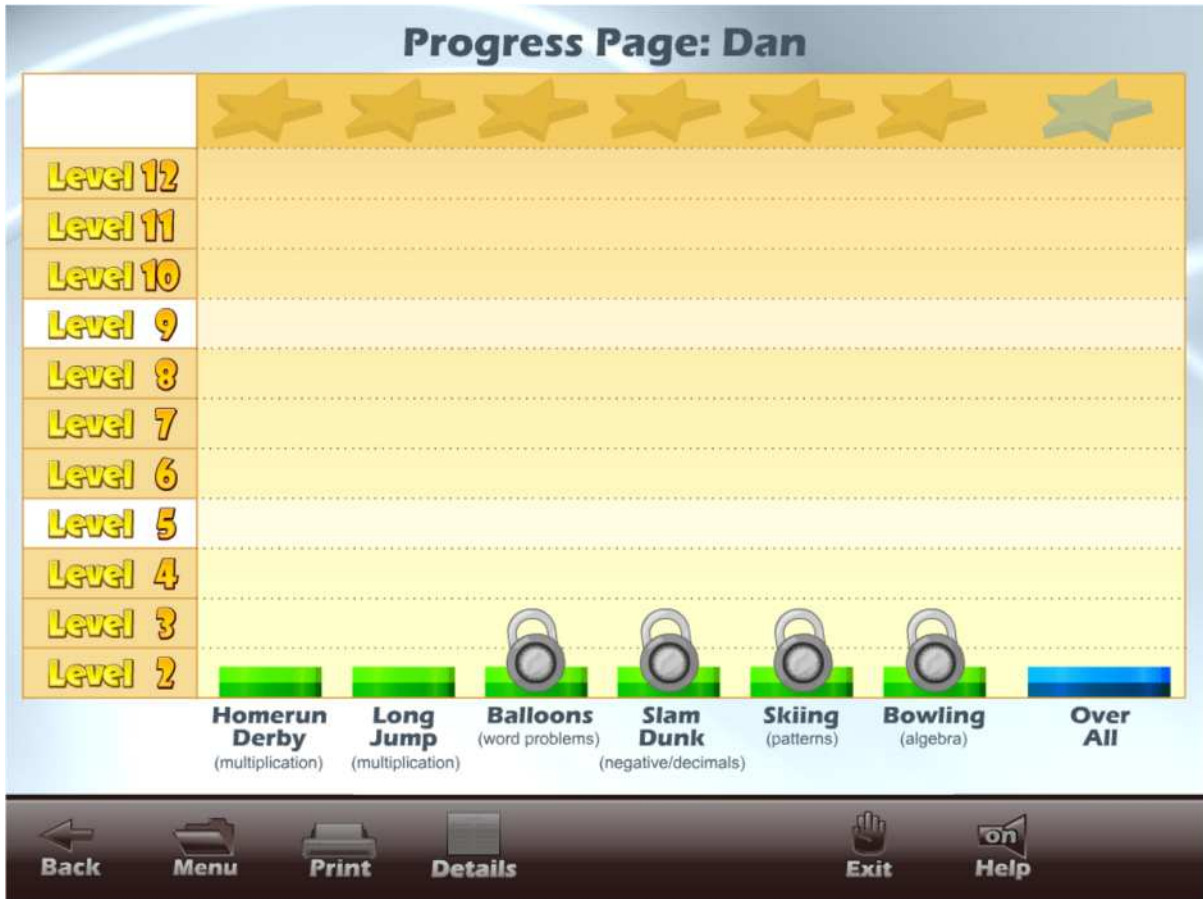 Progress Page: Dan
Level 12
Level 11
Level 10
Level 9
Level 8
Level 7
Level 6
Level 5
Level 4
Level 3
Level 2
Homerun
Derby
(multiplication)
Long
Jump
(multiplication)
Balloons
(word problems)
Slam
Dunk
(negative/decimals)
Skiing
(patterns)
Bowling
(algebra)
Over
All
Back
Menu
Print
Details
Exit
on
Help